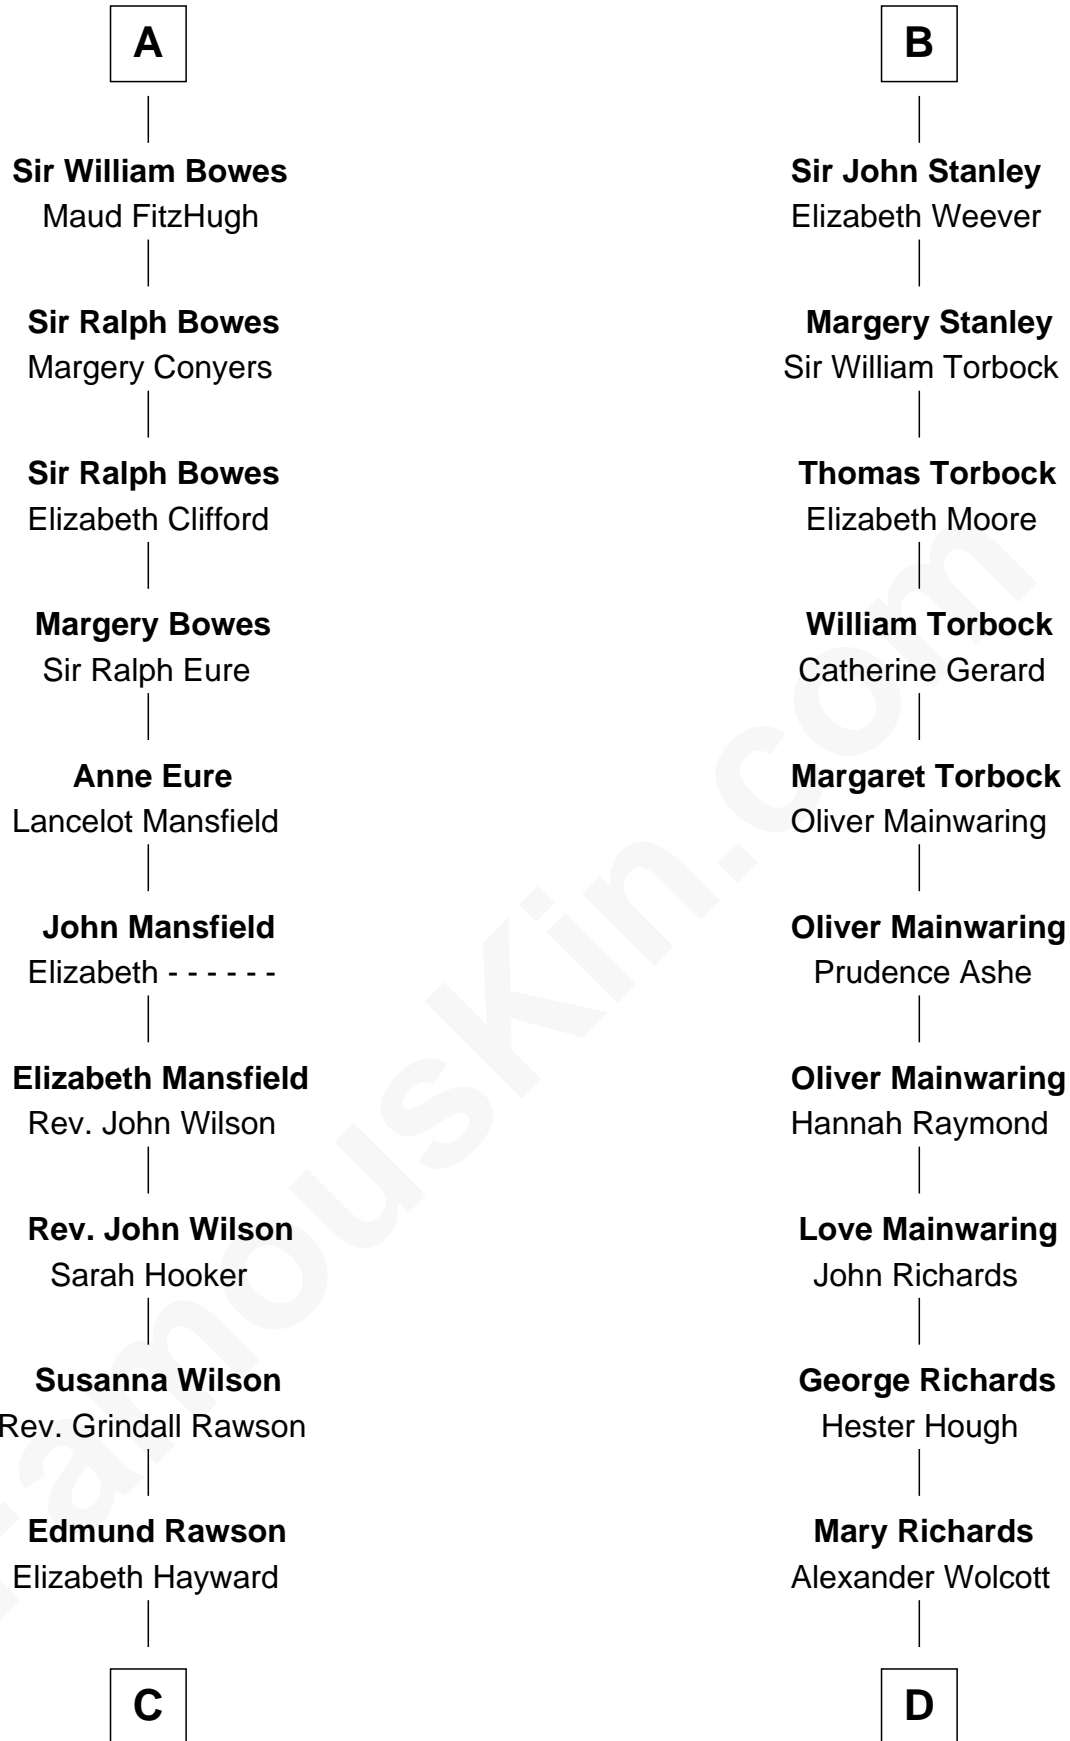 A
Sir William Bowes
Maud FitzHugh
Sir Ralph Bowes
Margery Conyers
Sir Ralph Bowes
Elizabeth Clifford
Margery Bowes
Sir Ralph Eure
Anne Eure
Lancelot Mansfield
John Mansfield
Elizabeth - - - - - -
Elizabeth Mansfield
Rev. John Wilson
Rev. John Wilson
Sarah Hooker
Susanna Wilson
Rev. Grindall Rawson
Edmund Rawson
Elizabeth Hayward
C
B
Sir John Stanley
Elizabeth Weever
Margery Stanley
Sir William Torbock
Thomas Torbock
Elizabeth Moore
William Torbock
Catherine Gerard
Margaret Torbock
Oliver Mainwaring
Oliver Mainwaring
Prudence Ashe
Oliver Mainwaring
Hannah Raymond
Love Mainwaring
John Richards
George Richards
Hester Hough
Mary Richards
Alexander Wolcott
D
FamousKin.com